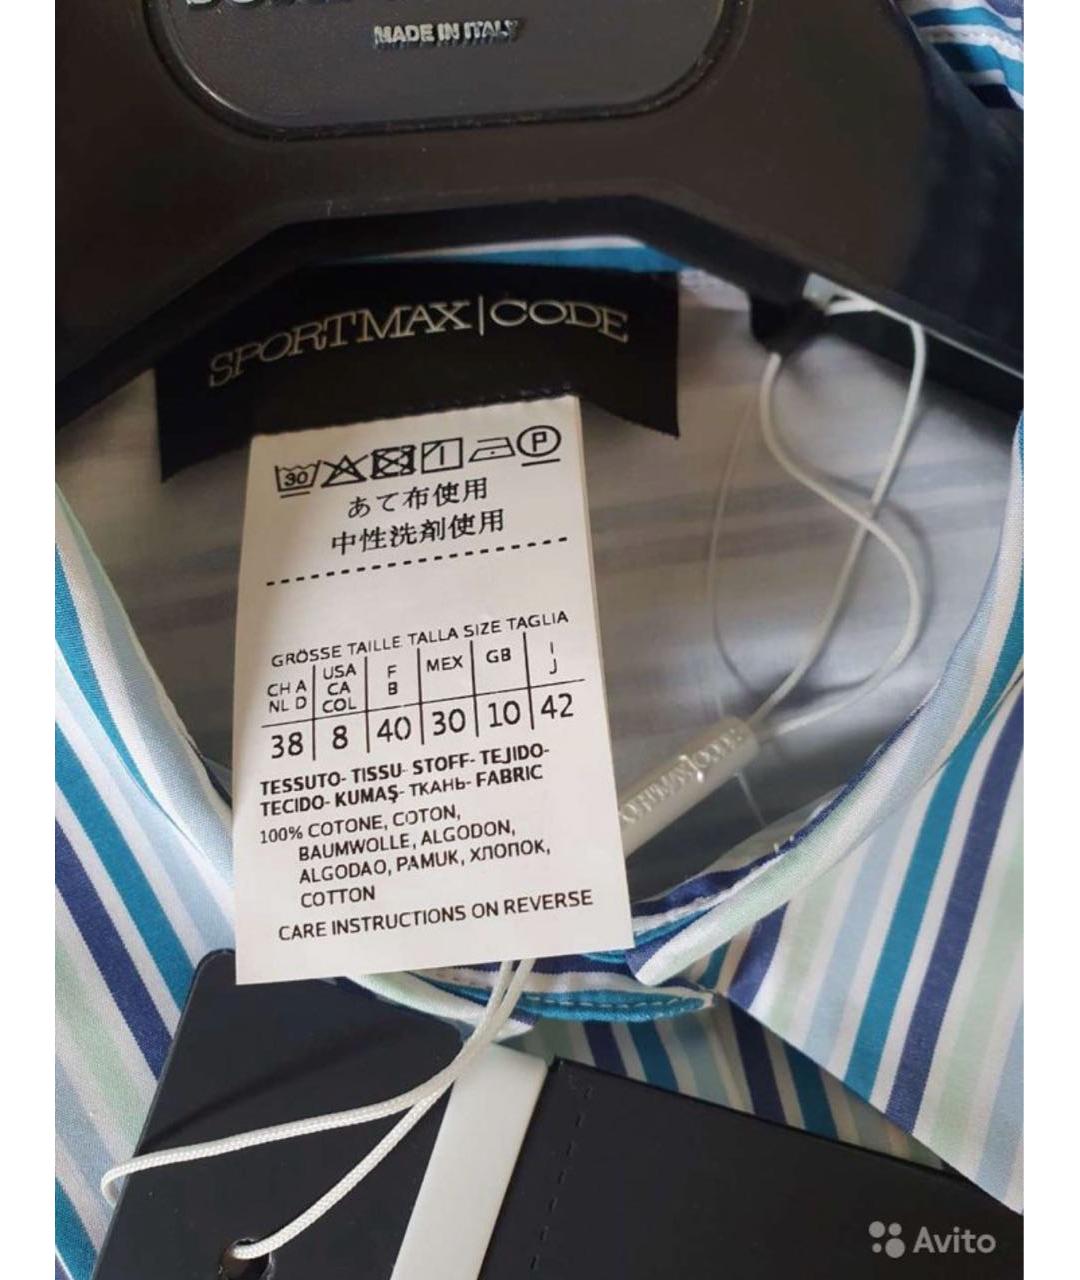 MADE IN ITALY
SPORTMAX|CODE
30 P
あて布使用
中性洗剤使用
GRÖSSE TAILLE TALLA SIZE TAGLIA
CH A NL D | USA CA COL | F B | MEX | GB | I J
38 | 8 | 40 | 30 | 10 | 42
TESSUTO- TISSU- STOFF- TEJIDO-
TECIDO- KUMAŞ- ТКАНЬ- FABRIC
100% COTONE, COTON,
BAUMWOLLE, ALGODON,
ALGODAO, PAMUK, ХЛОПОК,
COTTON
CARE INSTRUCTIONS ON REVERSE
Avito